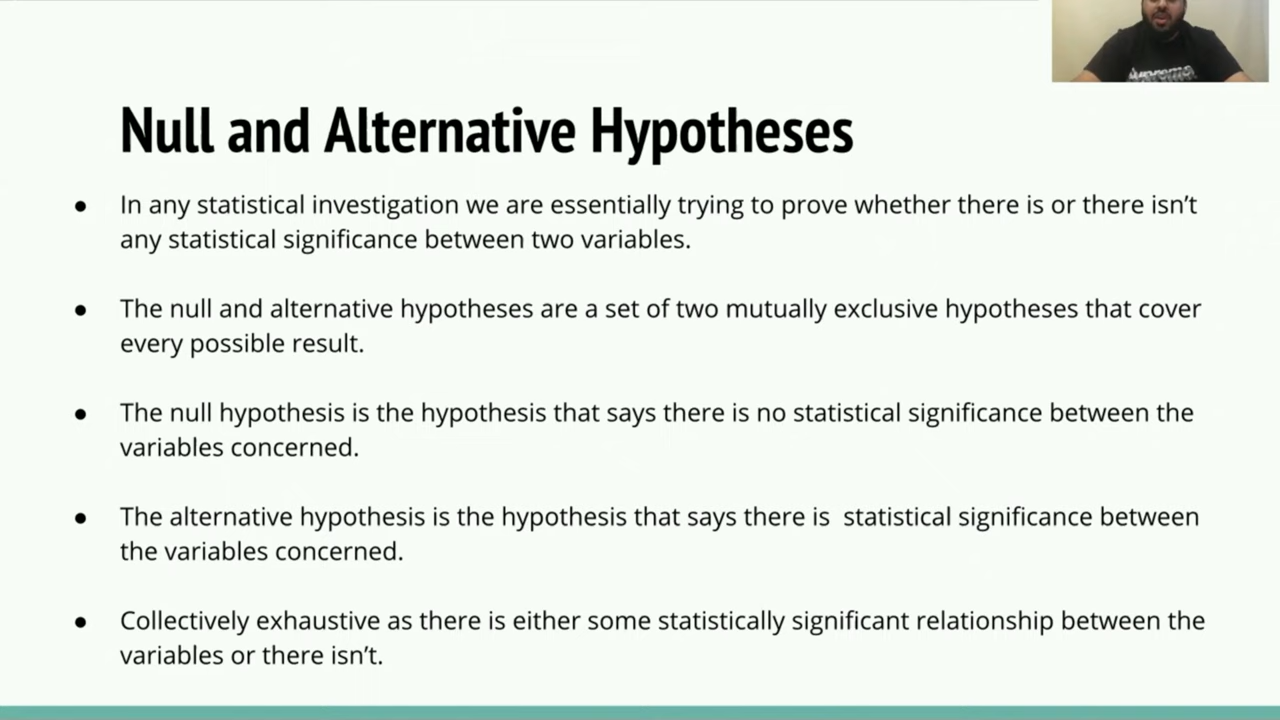 Null and Alternative Hypotheses
● In any statistical investigation we are essentially trying to prove whether there is or there isn’t
any statistical significance between two variables.
● The null and alternative hypotheses are a set of two mutually exclusive hypotheses that cover
every possible result.
● The null hypothesis is the hypothesis that says there is no statistical significance between the
variables concerned.
● The alternative hypothesis is the hypothesis that says there is  statistical significance between
the variables concerned.
● Collectively exhaustive as there is either some statistically significant relationship between the
variables or there isn’t.